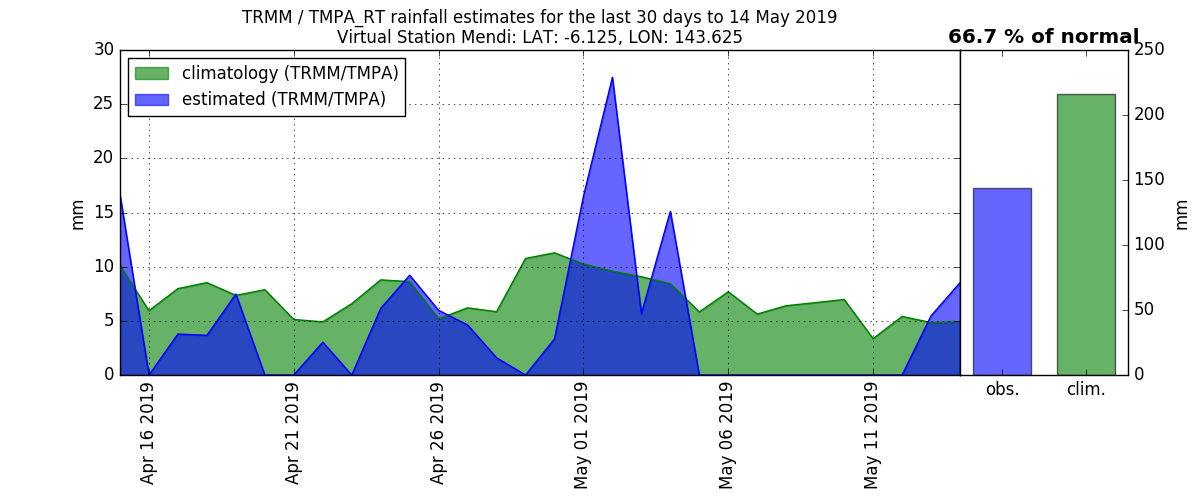 TRMM / TMPA_RT rainfall estimates for the last 30 days to 14 May 2019
Virtual Station Mendi: LAT: -6.125, LON: 143.625
66.7 % of normal
climatology (TRMM/TMPA)
estimated (TRMM/TMPA)
mm
30
25
20
15
10
5
0
Apr 16 2019
Apr 21 2019
Apr 26 2019
May 01 2019
May 06 2019
May 11 2019
obs.
clim.
250
200
150
100
50
0
mm